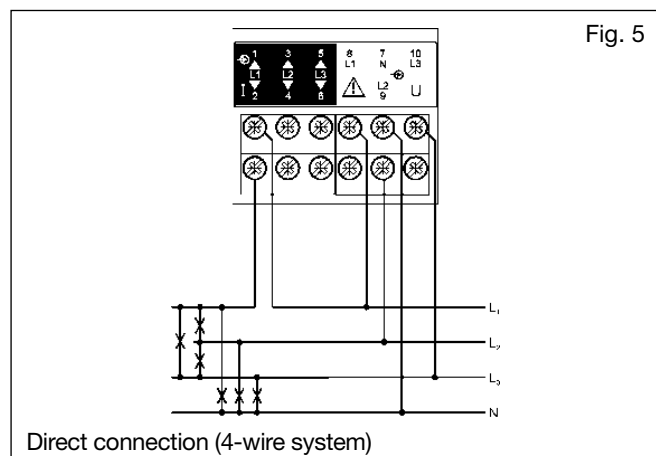 Fig. 5
1 3 5 8 7 10
L1 N L3
L1 L2 L3
L2
I U
2 4 6 9
L₁
L₂
L₃
N
Direct connection (4-wire system)